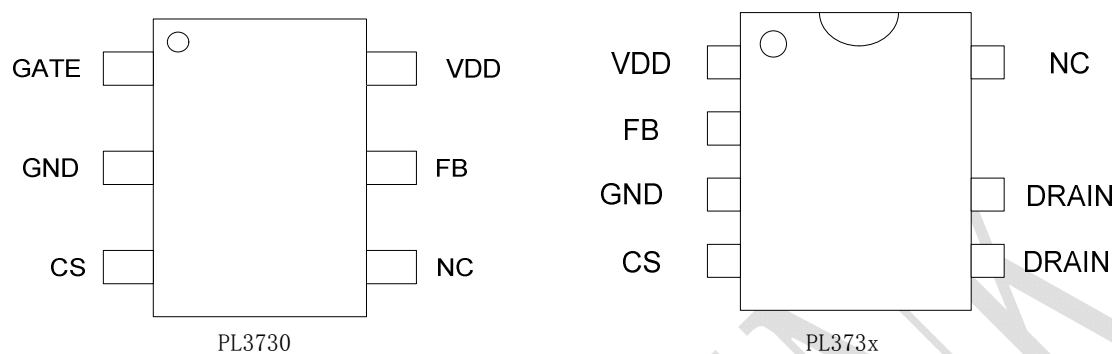 GATE VDD
GND FB
CS NC
PL3730
VDD NC
FB
GND DRAIN
CS DRAIN
PL373x